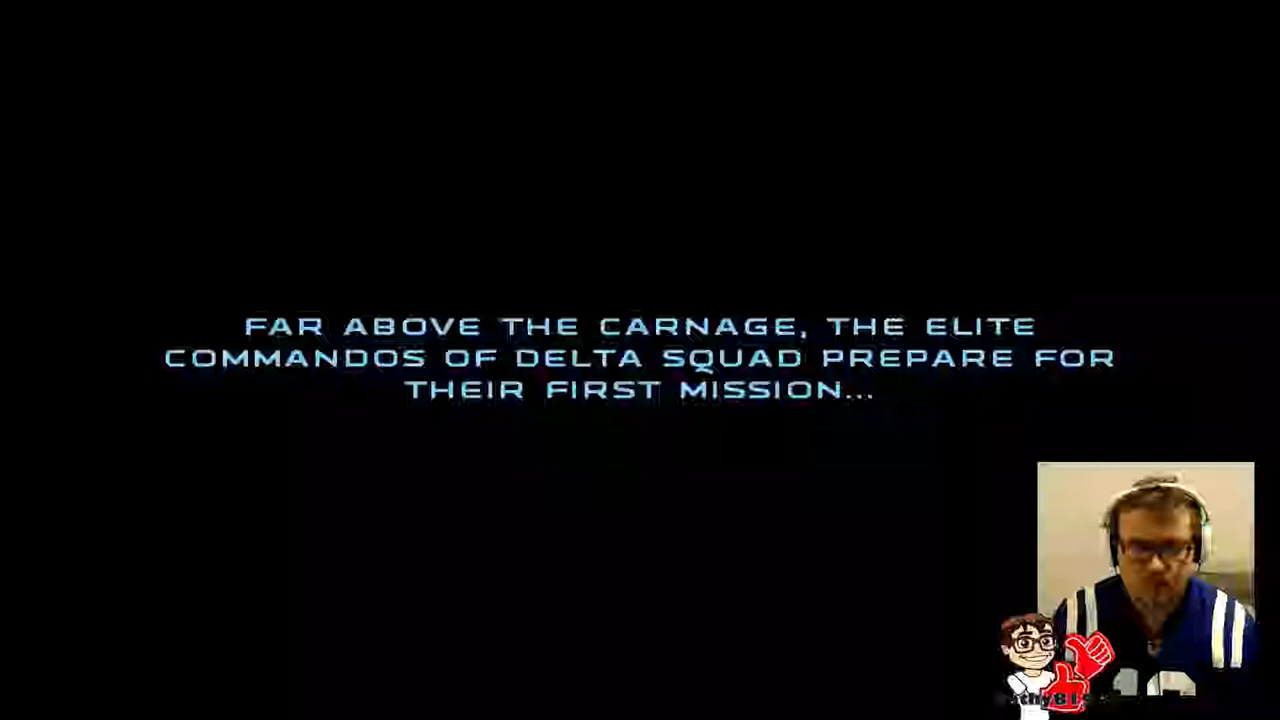 FAR ABOVE THE CARNAGE, THE ELITE
COMMANDOS OF DELTA SQUAD PREPARE FOR
THEIR FIRST MISSION...